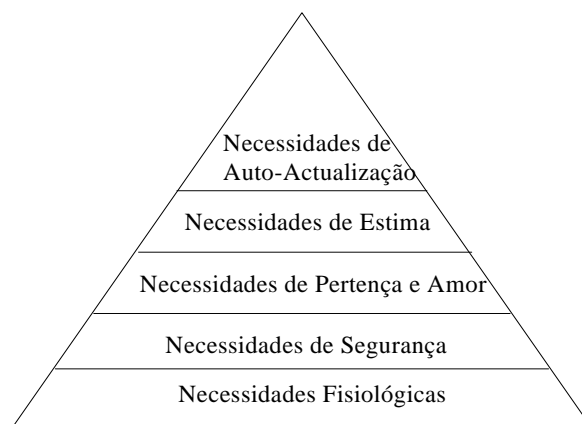 Necessidades de
Auto-Actualização
Necessidades de Estima
Necessidades de Pertença e Amor
Necessidades de Segurança
Necessidades Fisiológicas